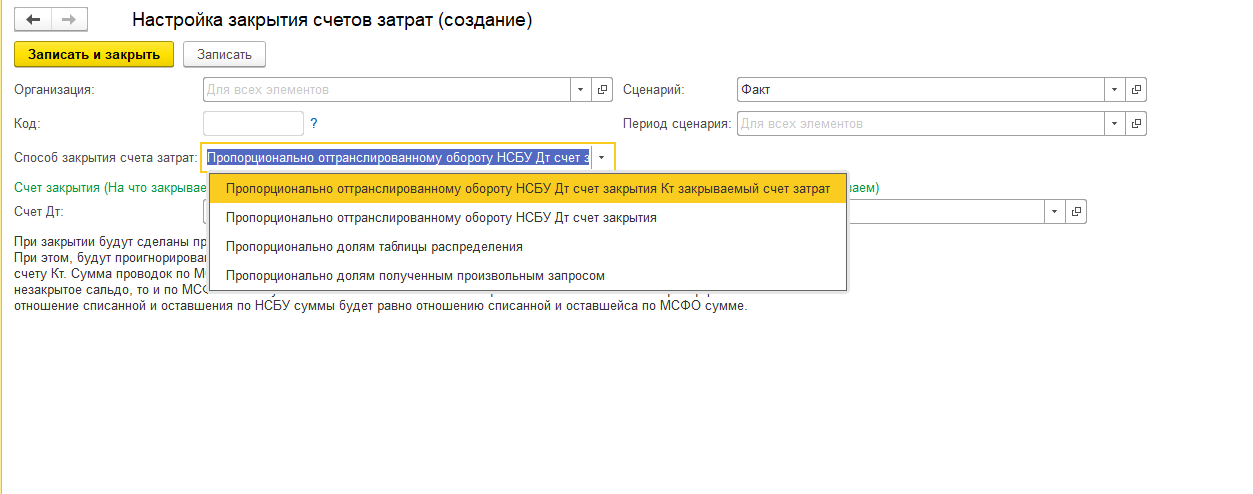 Настройка закрытия счетов затрат (создание)
Записать и закрыть Записать
Организация: Для всех элементов Сценарий: Факт
Код: ? Период сценария: Для всех элементов
Способ закрытия счета затрат: Пропорционально оттранслированному обороту НСБУ Дт счет з
Пропорционально оттранслированному обороту НСБУ Дт счет закрытия Кт закрываемый счет затрат
Счет закрытия (На что закрывае ваем)
Пропорционально оттранслированному обороту НСБУ Дт счет закрытия
Счет Дт:
Пропорционально долям таблицы распределения
Пропорционально долям полученным произвольным запросом
При закрытии будут сделаны пр
При этом, будут проигнорирован
счету Кт. Сумма проводок по М
незакрытое сальдо, то и по МСФ
отношение списанной и оставшения по НСБУ суммы будет равно отношению списанной и оставшейса по МСФО сумме.